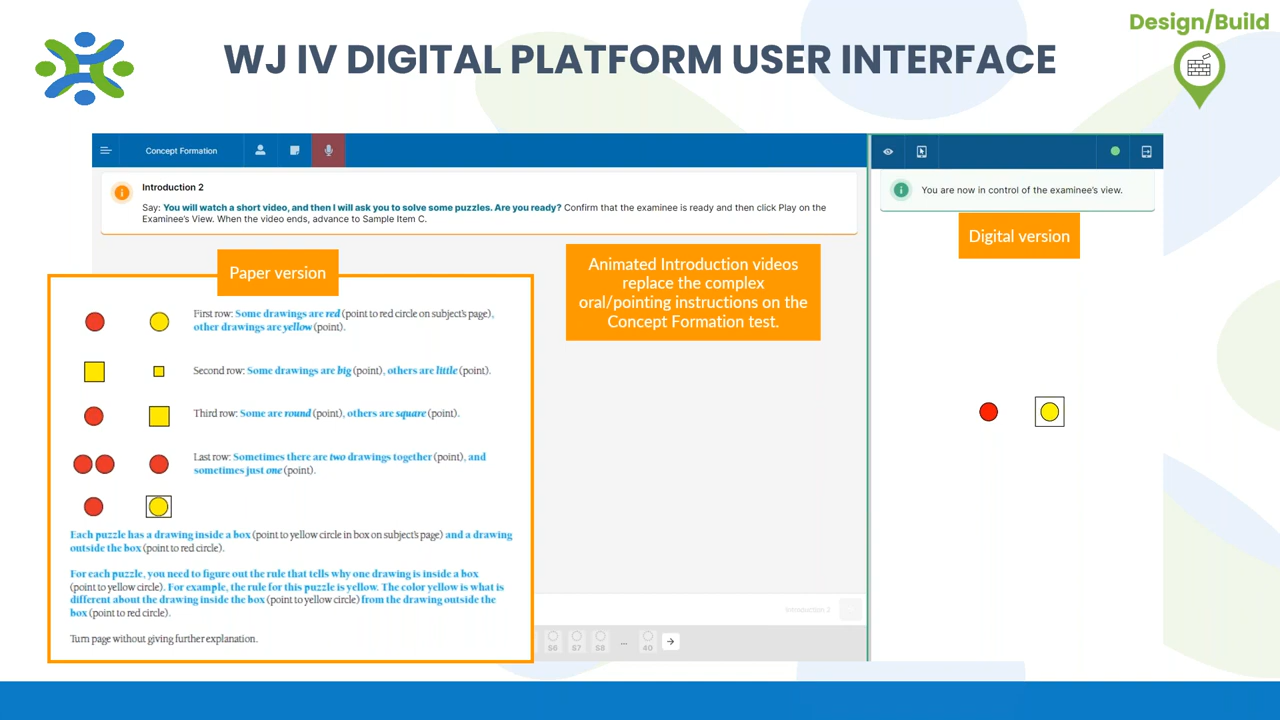 Design/Build
WJ IV DIGITAL PLATFORM USER INTERFACE
Concept Formation
Introduction 2
Say: You will watch a short video, and then I will ask you to solve some puzzles. Are you ready? Confirm that the examinee is ready and then click Play on the
Examinee's View. When the video ends, advance to Sample Item C.
You are now in control of the examinee's view.
Digital version
Paper version
Animated Introduction videos
replace the complex
oral/pointing instructions on the
Concept Formation test.
First row: Some drawings are red (point to red circle on subject's page),
other drawings are yellow (point).
Second row: Some drawings are big (point), others are little (point).
Third row: Some are round (point), others are square (point).
Last row: Sometimes there are two drawings together (point), and
sometimes just one (point).
Each puzzle has a drawing inside a box (point to yellow circle in box on subject's page) and a drawing
outside the box (point to red circle).
For each puzzle, you need to figure out the rule that tells why one drawing is inside a box
(point to yellow circle). For example, the rule for this puzzle is yellow. The color yellow is what is
different about the drawing inside the box (point to yellow circle) from the drawing outside the
box (point to red circle).
Turn page without giving further explanation.
Introduction 2
S6 S7 S8 ... 40